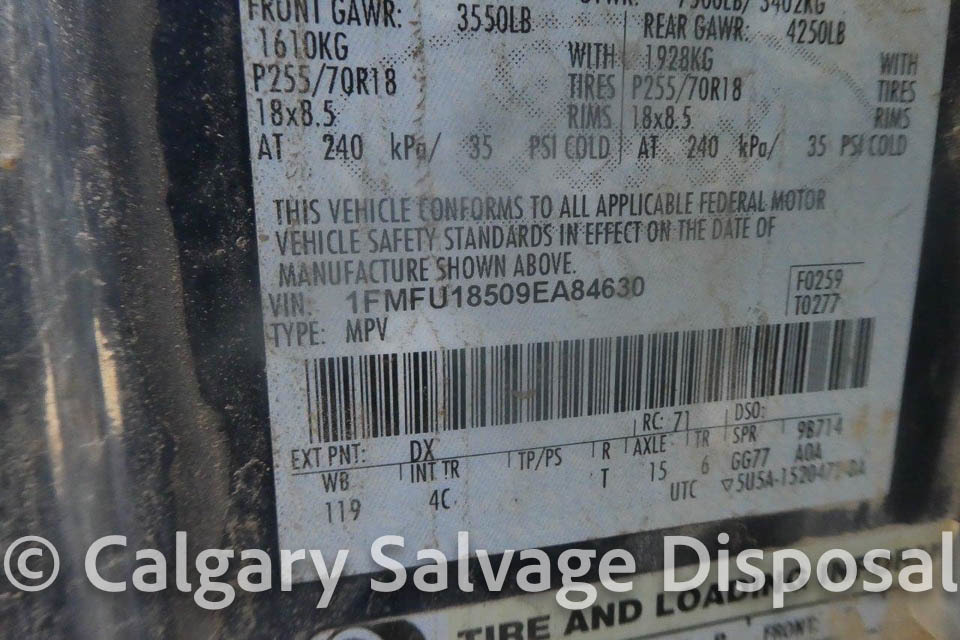 FRONT GAWR: 3550LB REAR GAWR: 4250LB
1610KG WITH 1928KG WITH
P255/70R18 TIRES P255/70R18 TIRES
18x8.5 RIMS 18x8.5 RIMS
AT 240 kPa/ 35 PSI COLD AT 240 kPa/ 35 PSI COLD
THIS VEHICLE CONFORMS TO ALL APPLICABLE FEDERAL MOTOR
VEHICLE SAFETY STANDARDS IN EFFECT ON THE DATE OF
MANUFACTURE SHOWN ABOVE.
VIN: 1FMFU18509EA84630 F0259
TYPE: MPV T0277
RC: 71 DSO:
EXT PNT: DX AXLE TR SPR 9B714
WB INT TR TP/PS R 15 6 GG77 AOA
119 4C T UTC ▽5U5A-
© Calgary Salvage Disposal
TIRE AND LOADING
FRONT: